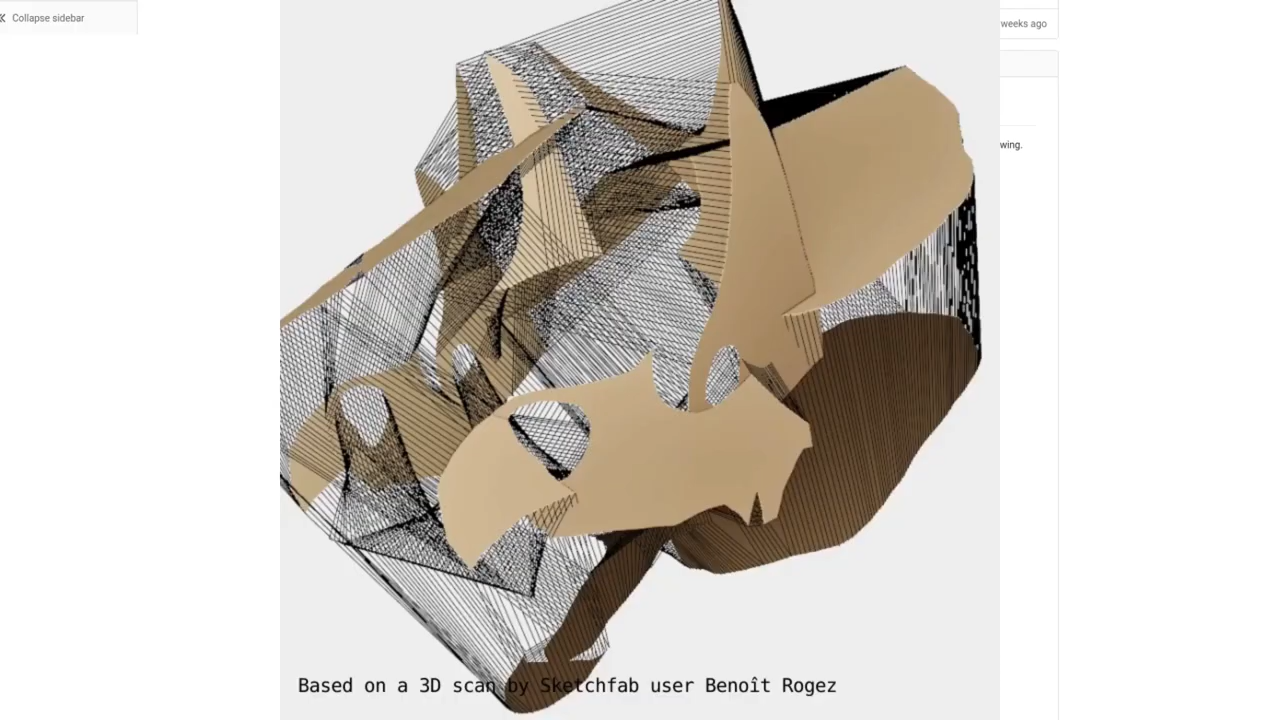 Collapse sidebar
weeks ago
wing.
Based on a 3D scan by Sketchfab user Benoît Rogez